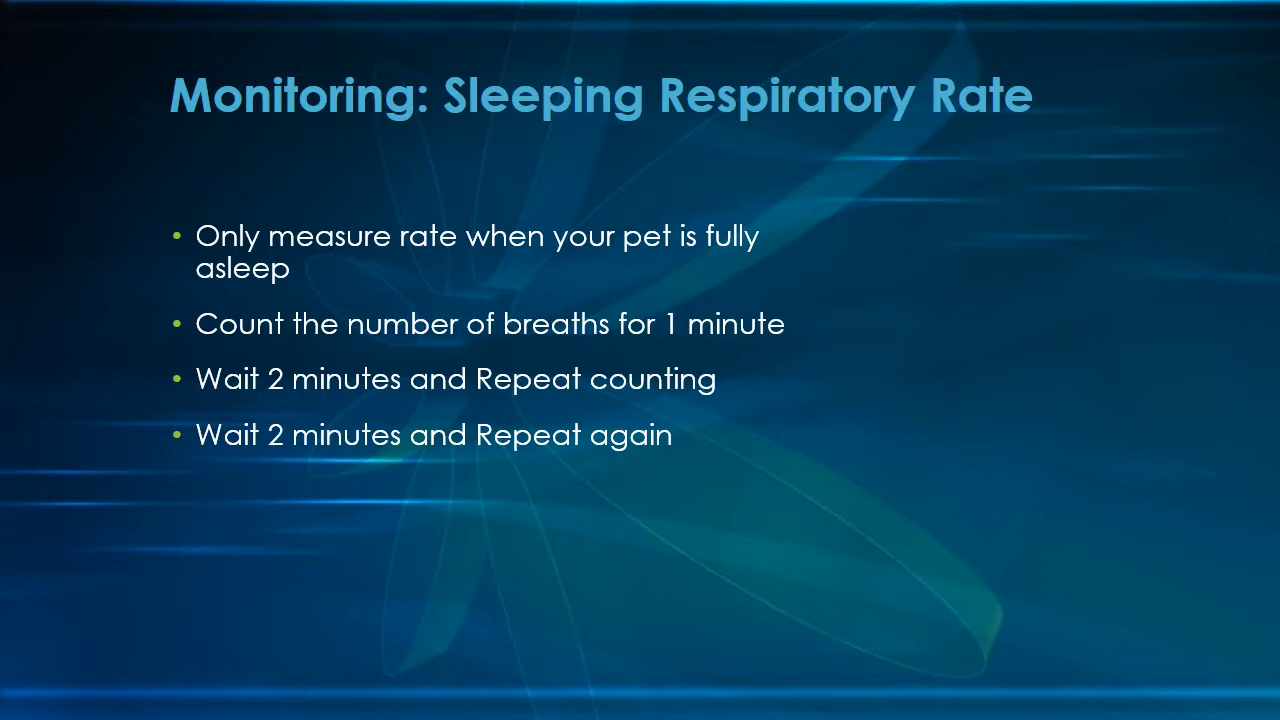 Monitoring: Sleeping Respiratory Rate
• Only measure rate when your pet is fully
asleep
• Count the number of breaths for 1 minute
• Wait 2 minutes and Repeat counting
• Wait 2 minutes and Repeat again